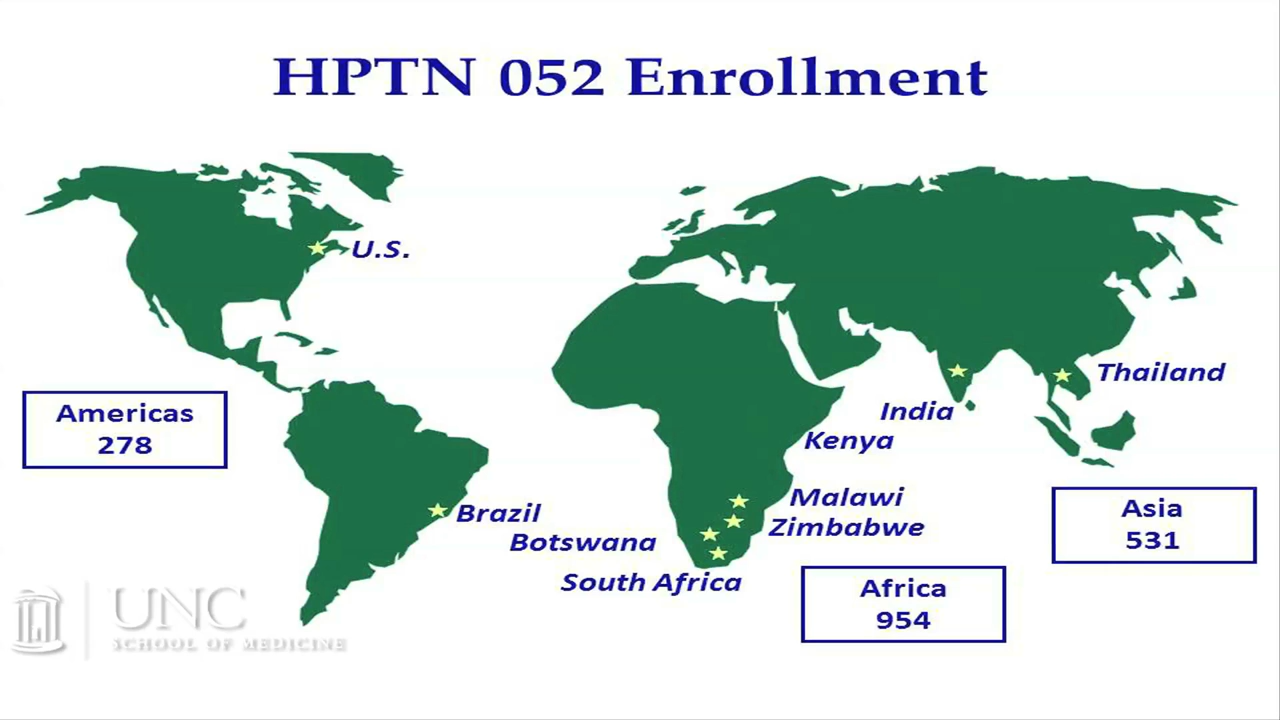 HPTN 052 Enrollment
U.S.
Americas
278
Thailand
India
Kenya
Malawi
Brazil
Zimbabwe
Botswana
South Africa
Asia
531
Africa
954
UNC
SCHOOL OF MEDICINE